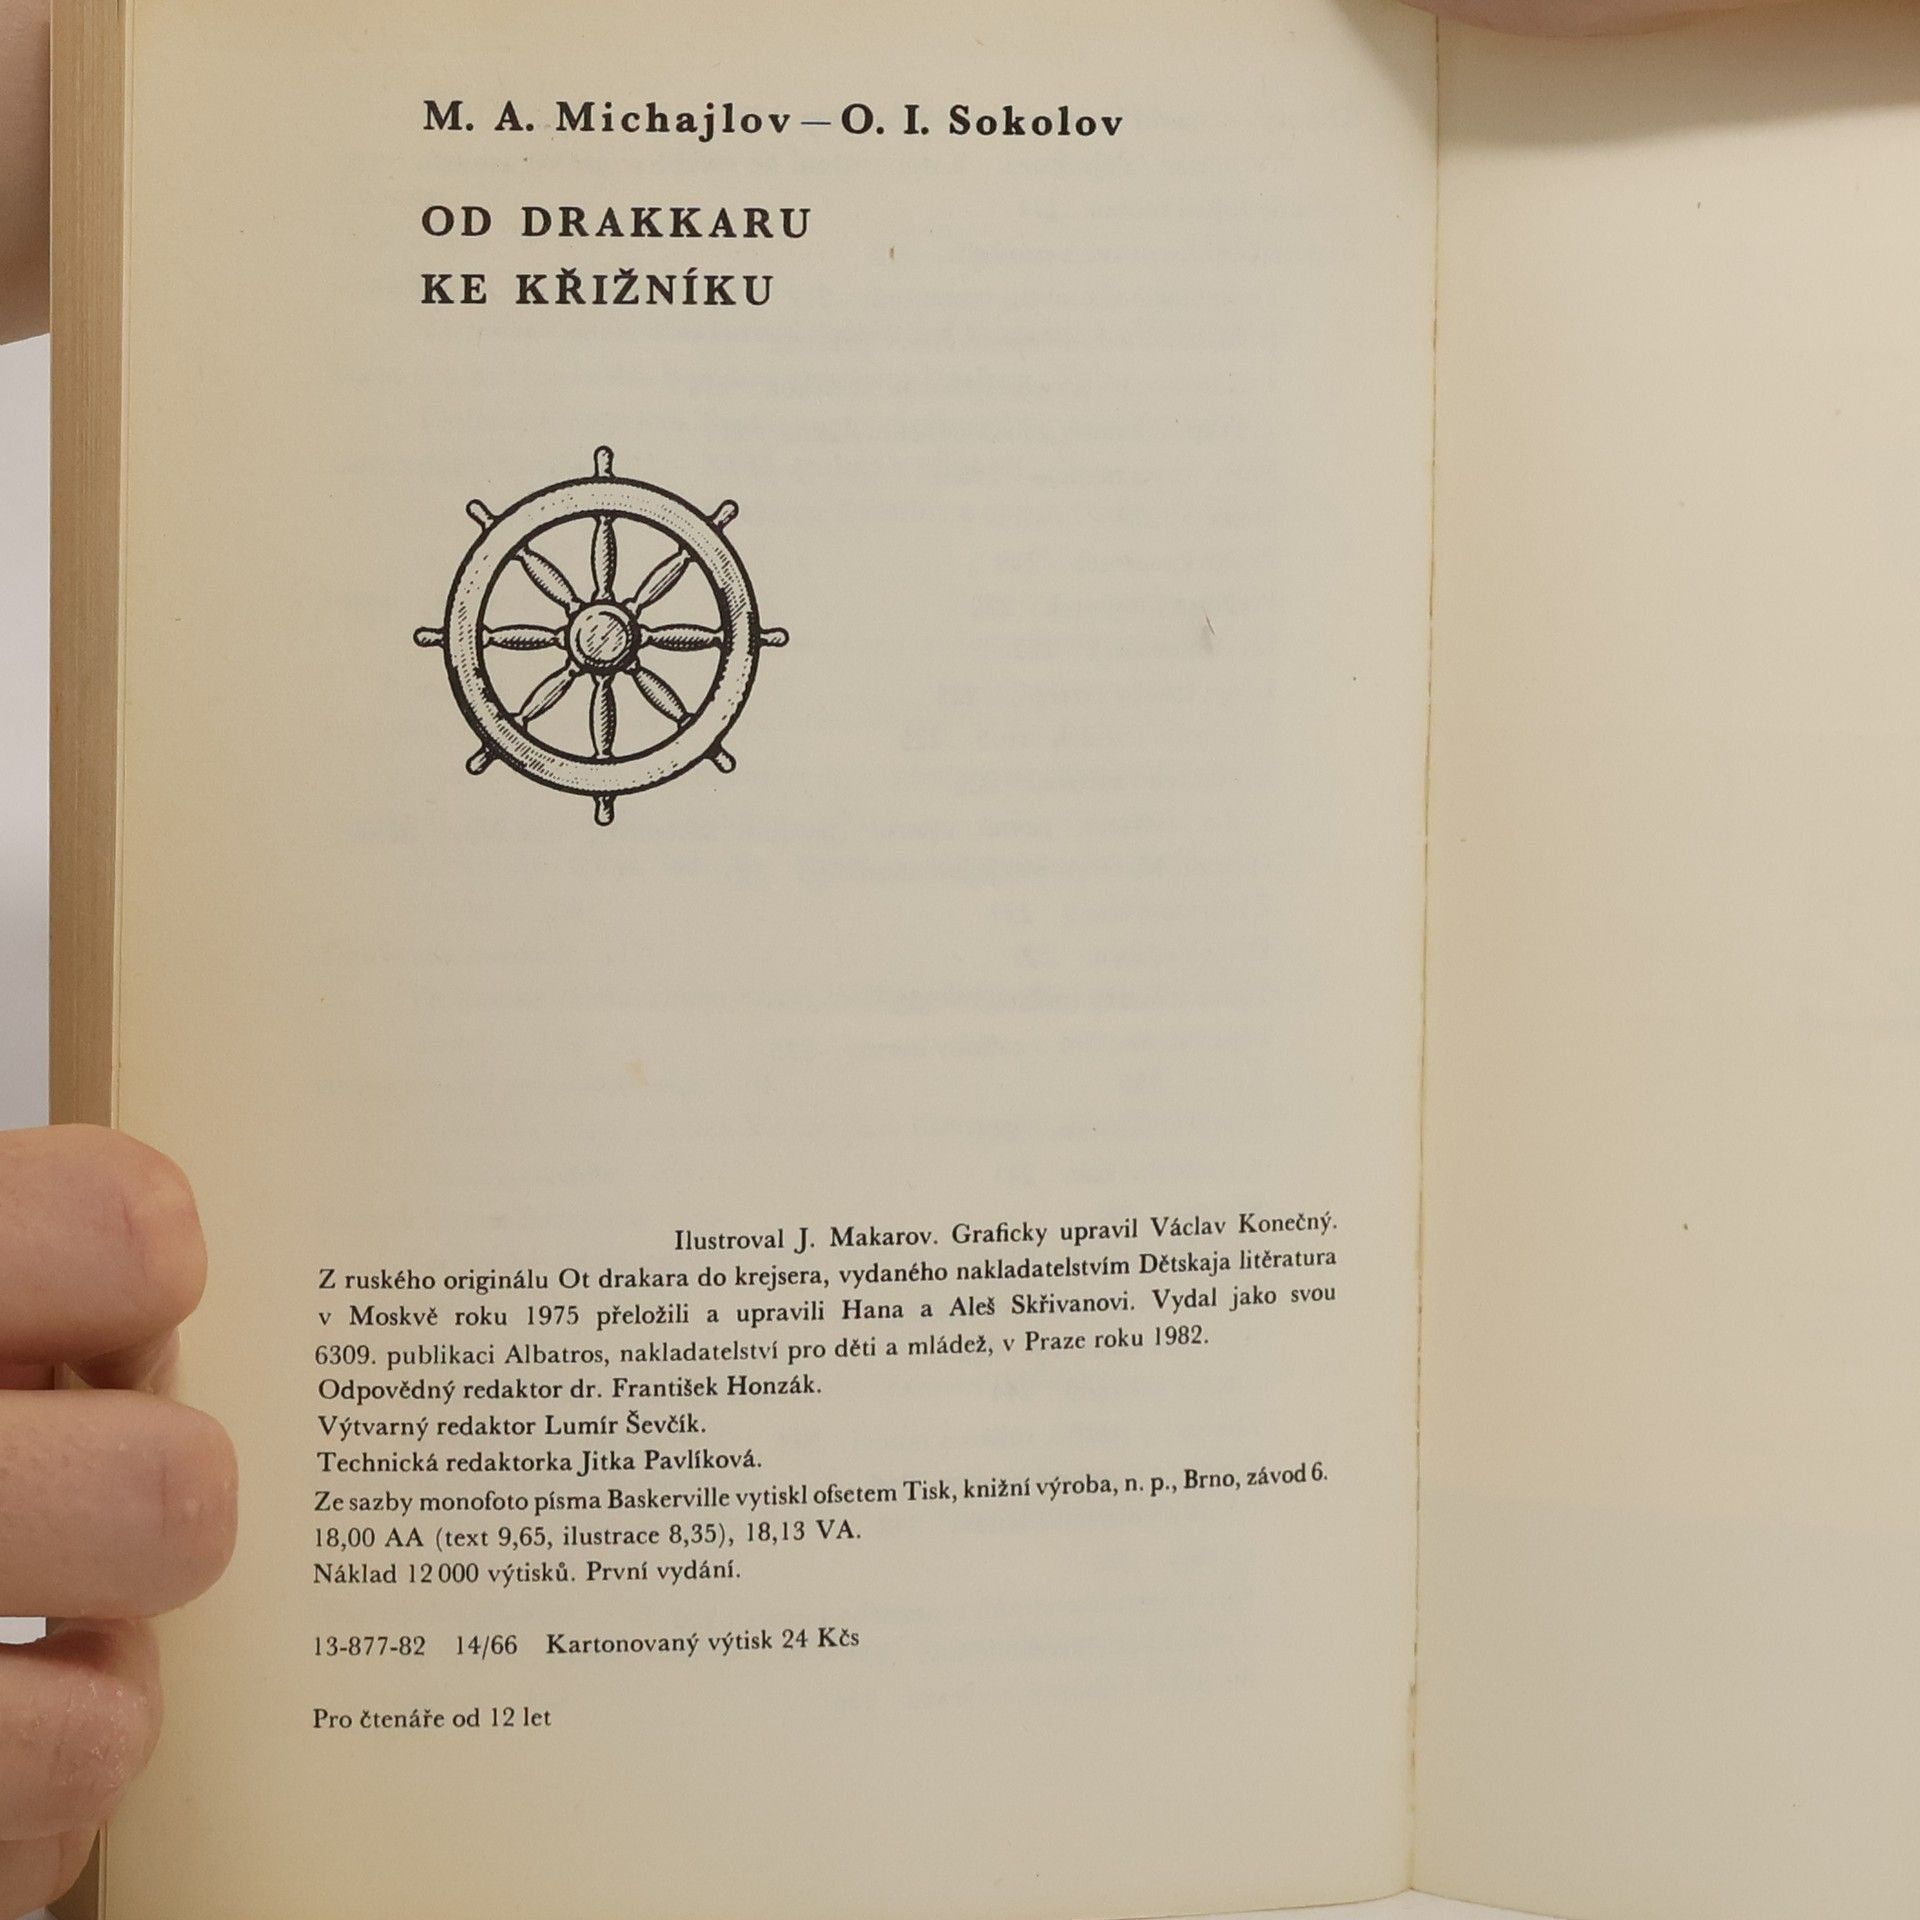 M. A. Michajlov — O. I. Sokolov
OD DRAKKARU
KE KŘIŽNÍKU
Ilustroval J. Makarov. Graficky upravil Václav Konečný.
Z ruského originálu Ot drakara do krejsera, vydaného nakladatelstvím Dětskaja litěratura
v Moskvě roku 1975 přeložili a upravili Hana a Aleš Skřivanovi. Vydal jako svou
6309. publikaci Albatros, nakladatelství pro děti a mládež, v Praze roku 1982.
Odpovědný redaktor dr. František Honzák.
Výtvarný redaktor Lumír Ševčík.
Technická redaktorka Jitka Pavlíková.
Ze sazby monofoto písma Baskerville vytiskl ofsetem Tisk, knižní výroba, n. p., Brno, závod 6.
18,00 AA (text 9,65, ilustrace 8,35), 18,13 VA.
Náklad 12 000 výtisků. První vydání.
13-877-82 14/66 Kartonovaný výtisk 24 Kčs
Pro čtenáře od 12 let